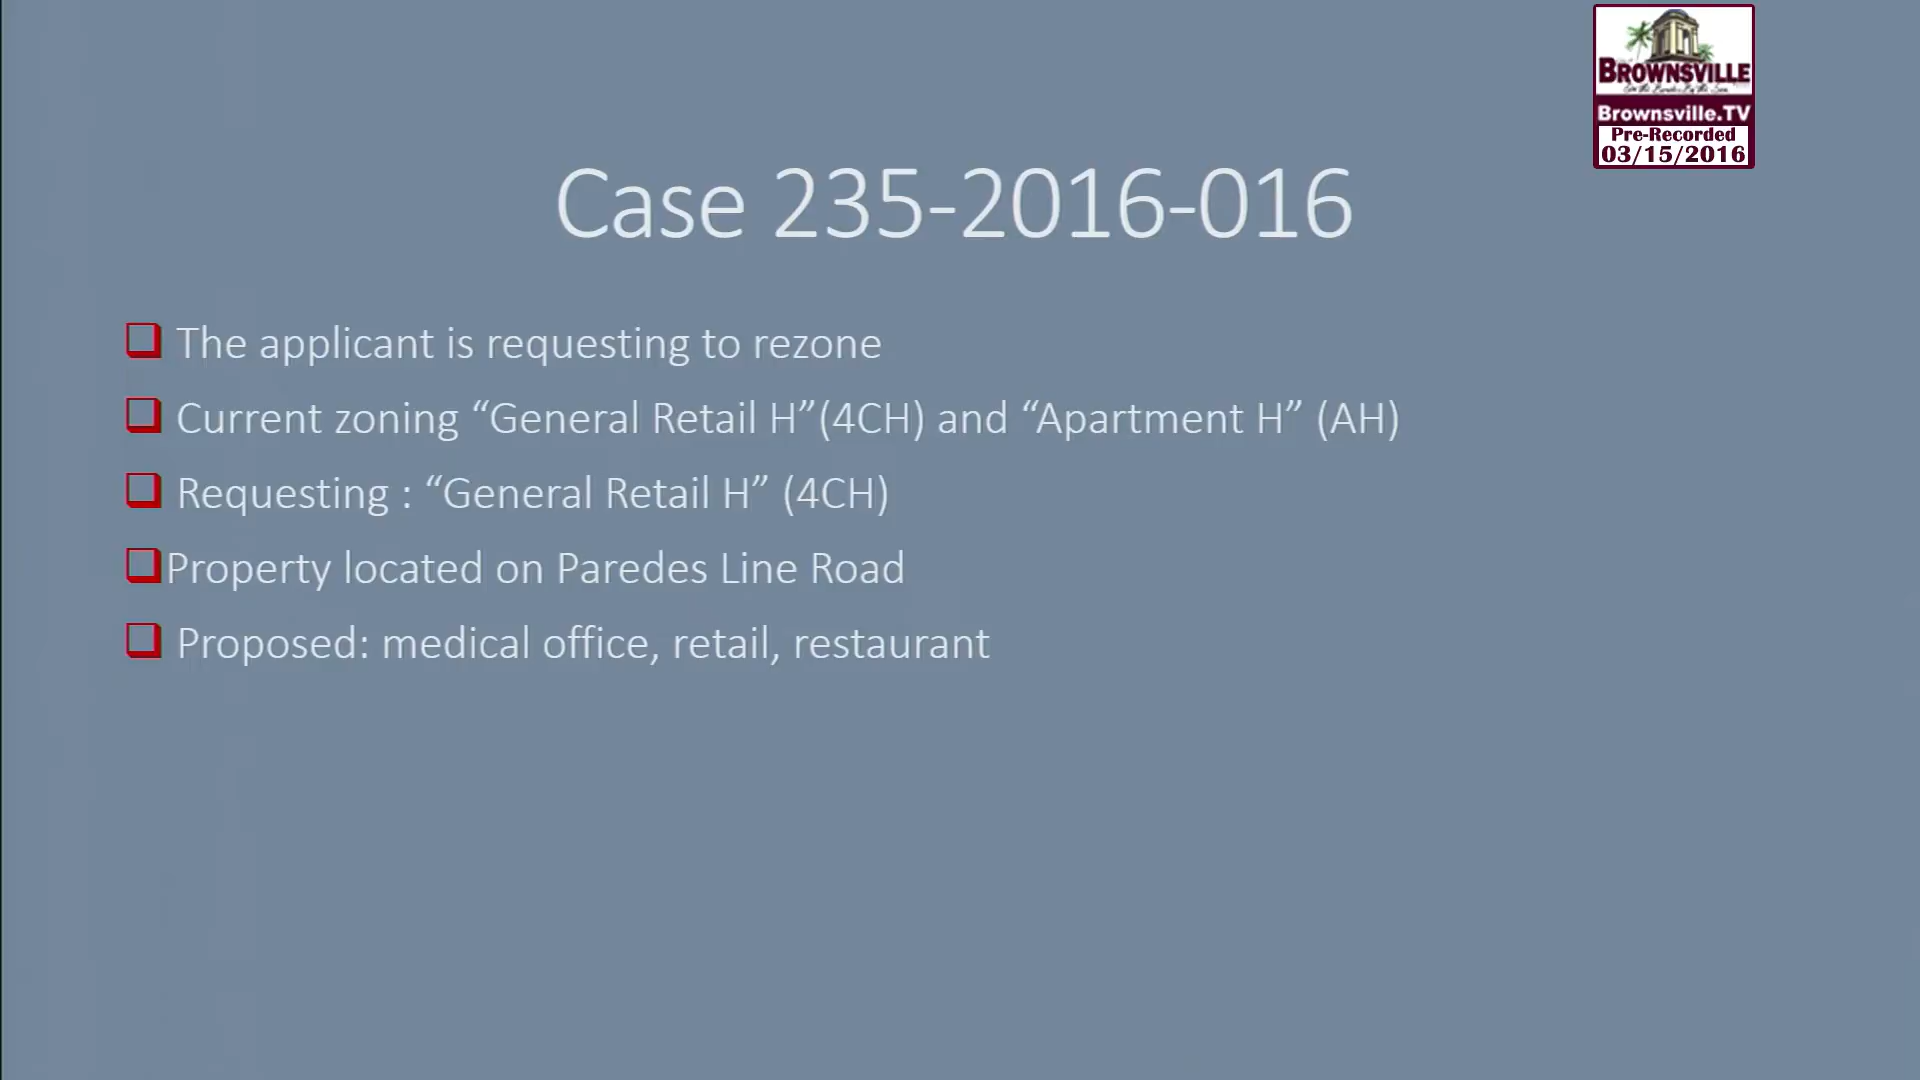 BROWNSVILLE
Brownsville.TV
Pre-Recorded
03/15/2016
Case 235-2016-016
The applicant is requesting to rezone
Current zoning “General Retail H”(4CH) and “Apartment H” (AH)
Requesting : “General Retail H” (4CH)
Property located on Paredes Line Road
Proposed: medical office, retail, restaurant